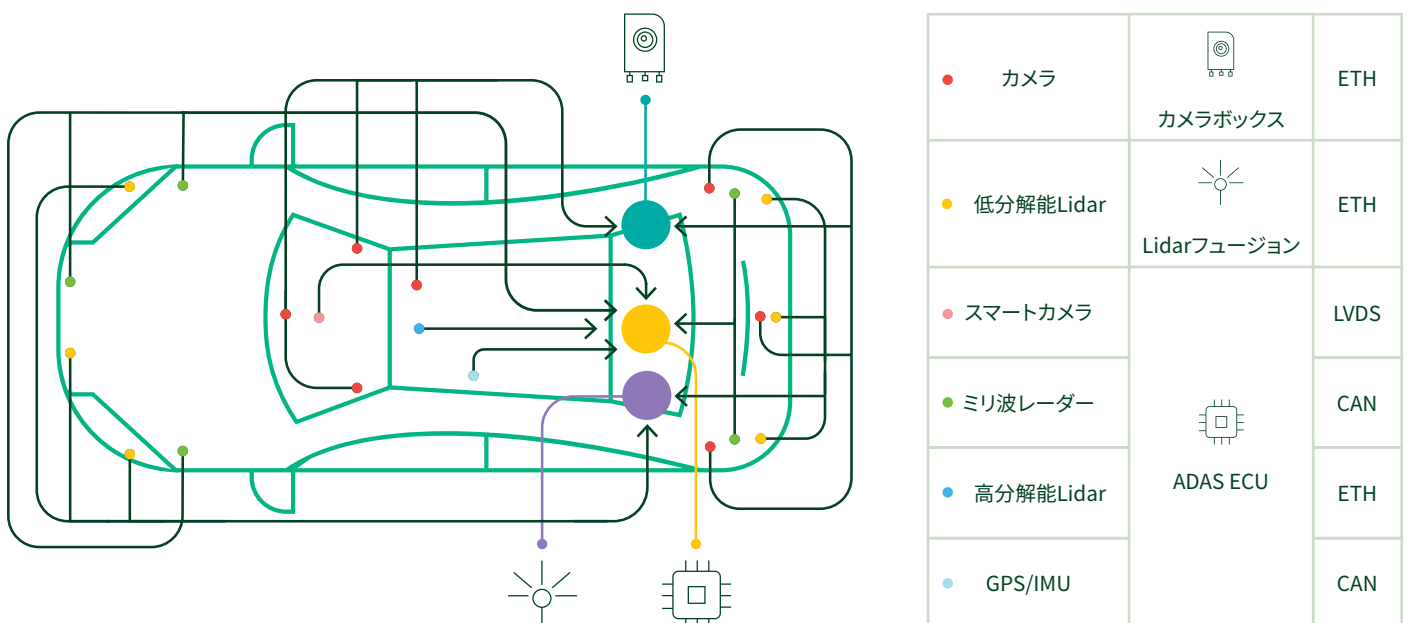 カメラ
カメラボックス
ETH
低分解能Lidar
Lidarフュージョン
ETH
スマートカメラ
LVDS
ミリ波レーダー
CAN
ADAS ECU
高分解能Lidar
ETH
GPS/IMU
CAN